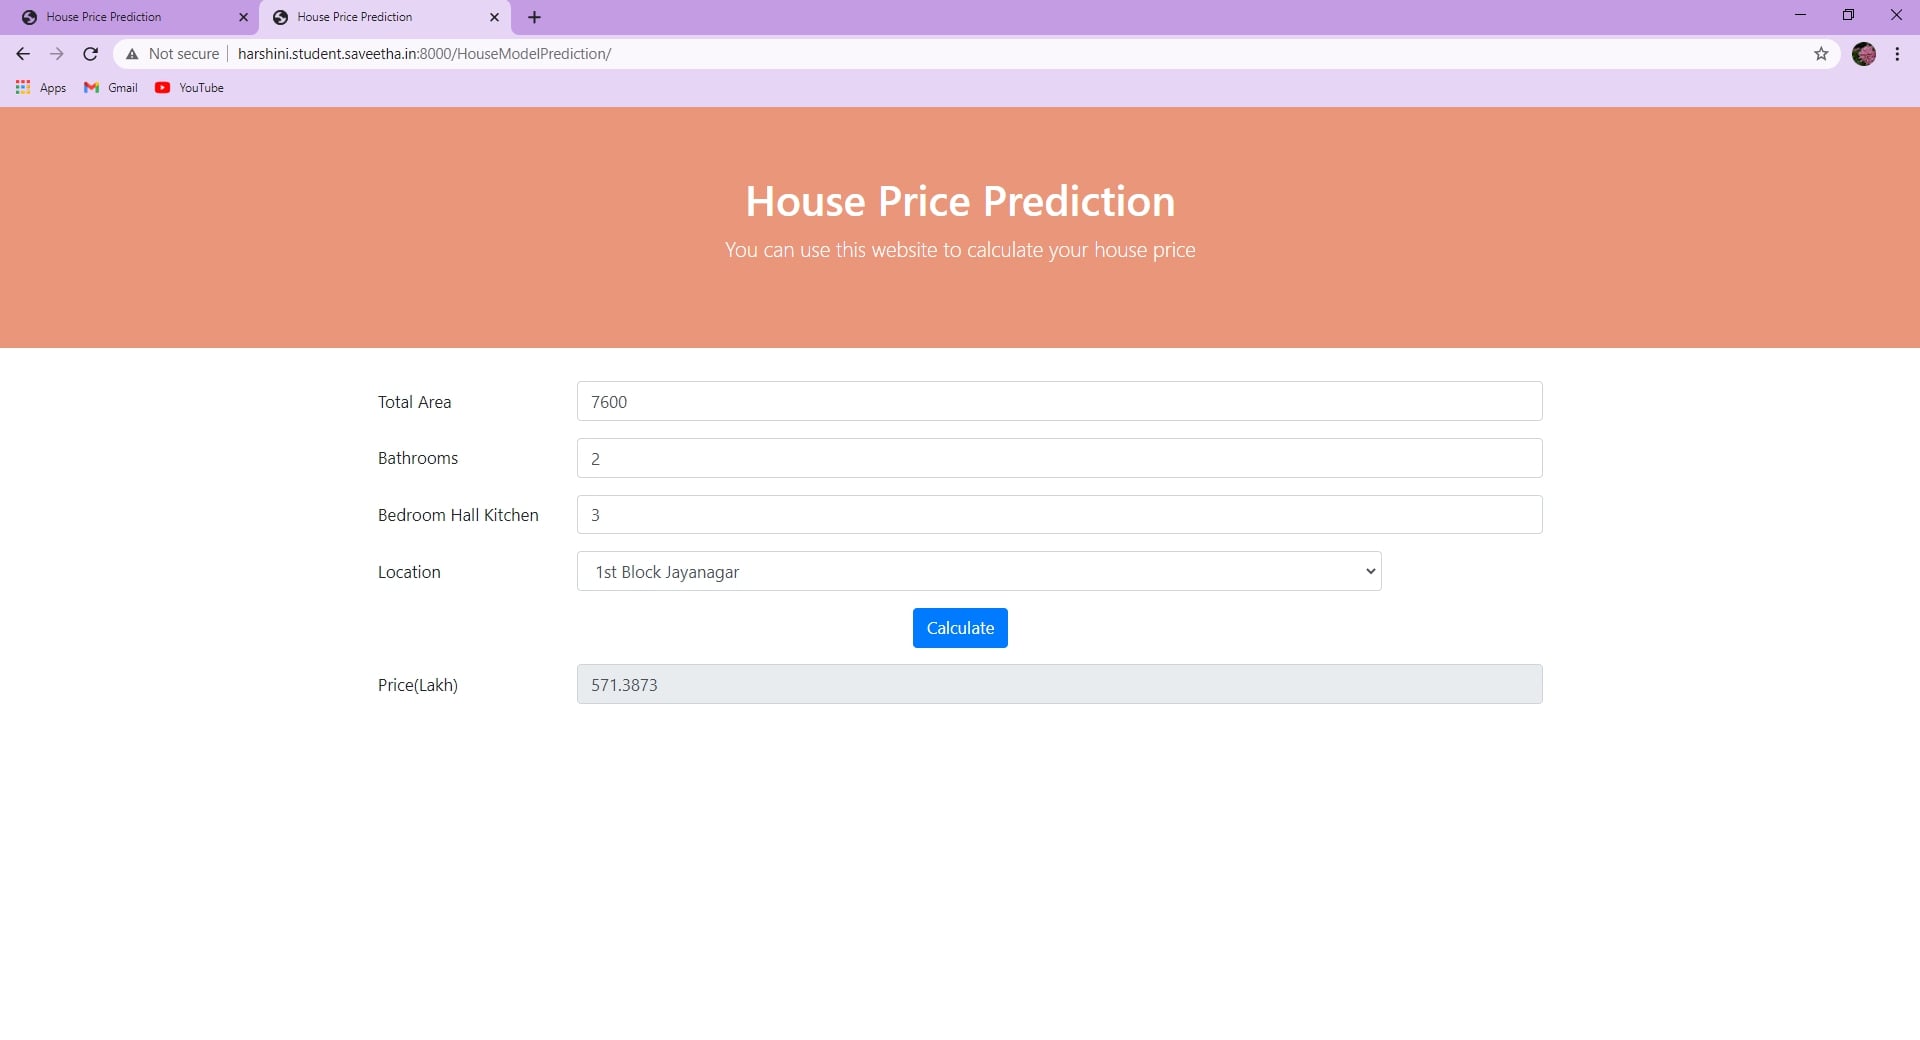 House Price Prediction
House Price Prediction
Not secure
harshini.student.saveetha.in:8000/HouseModelPrediction/
Apps
Gmail
YouTube
House Price Prediction
You can use this website to calculate your house price
Total Area
7600
Bathrooms
2
Bedroom Hall Kitchen
3
Location
1st Block Jayanagar
Calculate
Price(Lakh)
571.3873